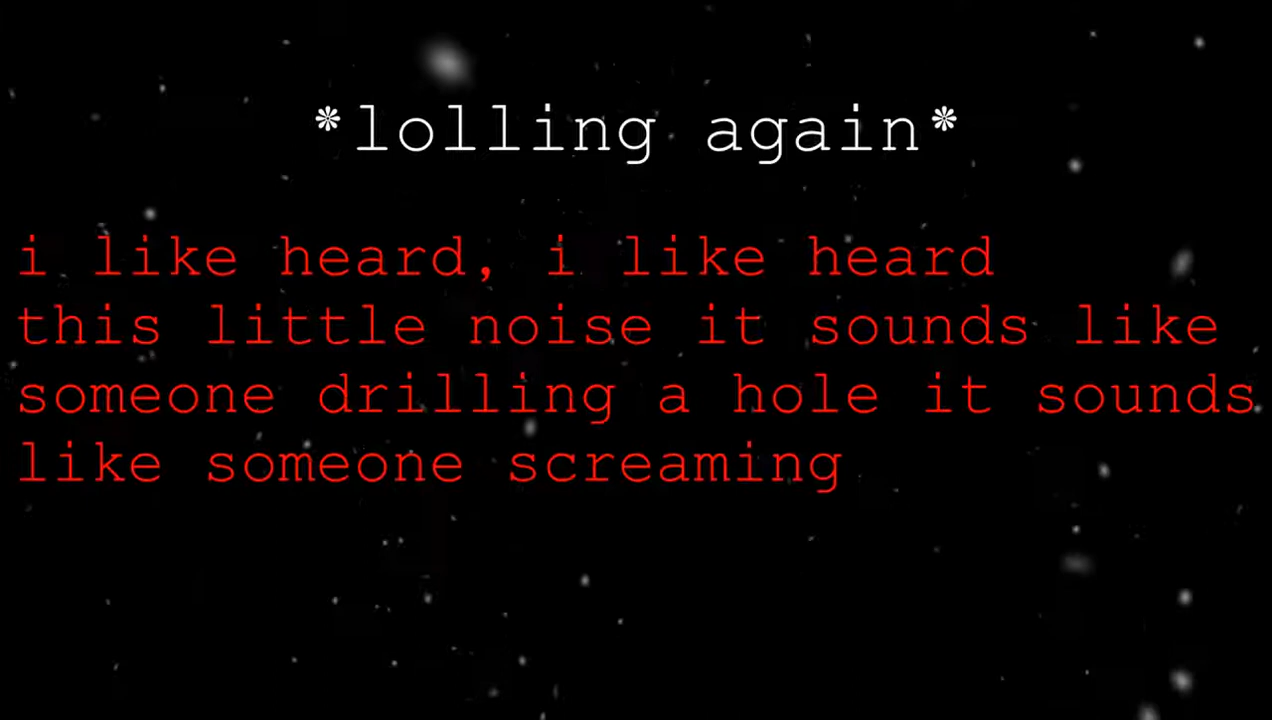 *lolling again*
i like heard, i like heard
this little noise it sounds like
someone drilling a hole it sounds
like someone screaming